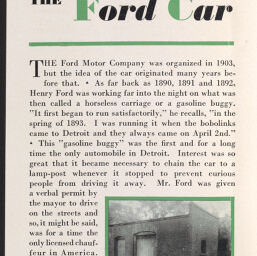 THE Ford Car
THE Ford Motor Company was organized in 1903,
but the idea of the car originated many years be-
fore that. • As far back as 1890, 1891 and 1892,
Henry Ford was working far into the night on what was
then called a horseless carriage or a gasoline buggy.
"It first began to run satisfactorily," he recalls, "in the
spring of 1893. I was running it when the bobolinks
came to Detroit and they always came on April 2nd."
• This "gasoline buggy" was the first and for a long
time the only automobile in Detroit. Interest was so
great that it became necessary to chain the car to a
lamp-post whenever it stopped to prevent curious
people from driving it away. Mr. Ford was given
a verbal permit by
the mayor to drive
on the streets and
so, it might be said,
was for a time the
only licensed chauf-
feur in America.